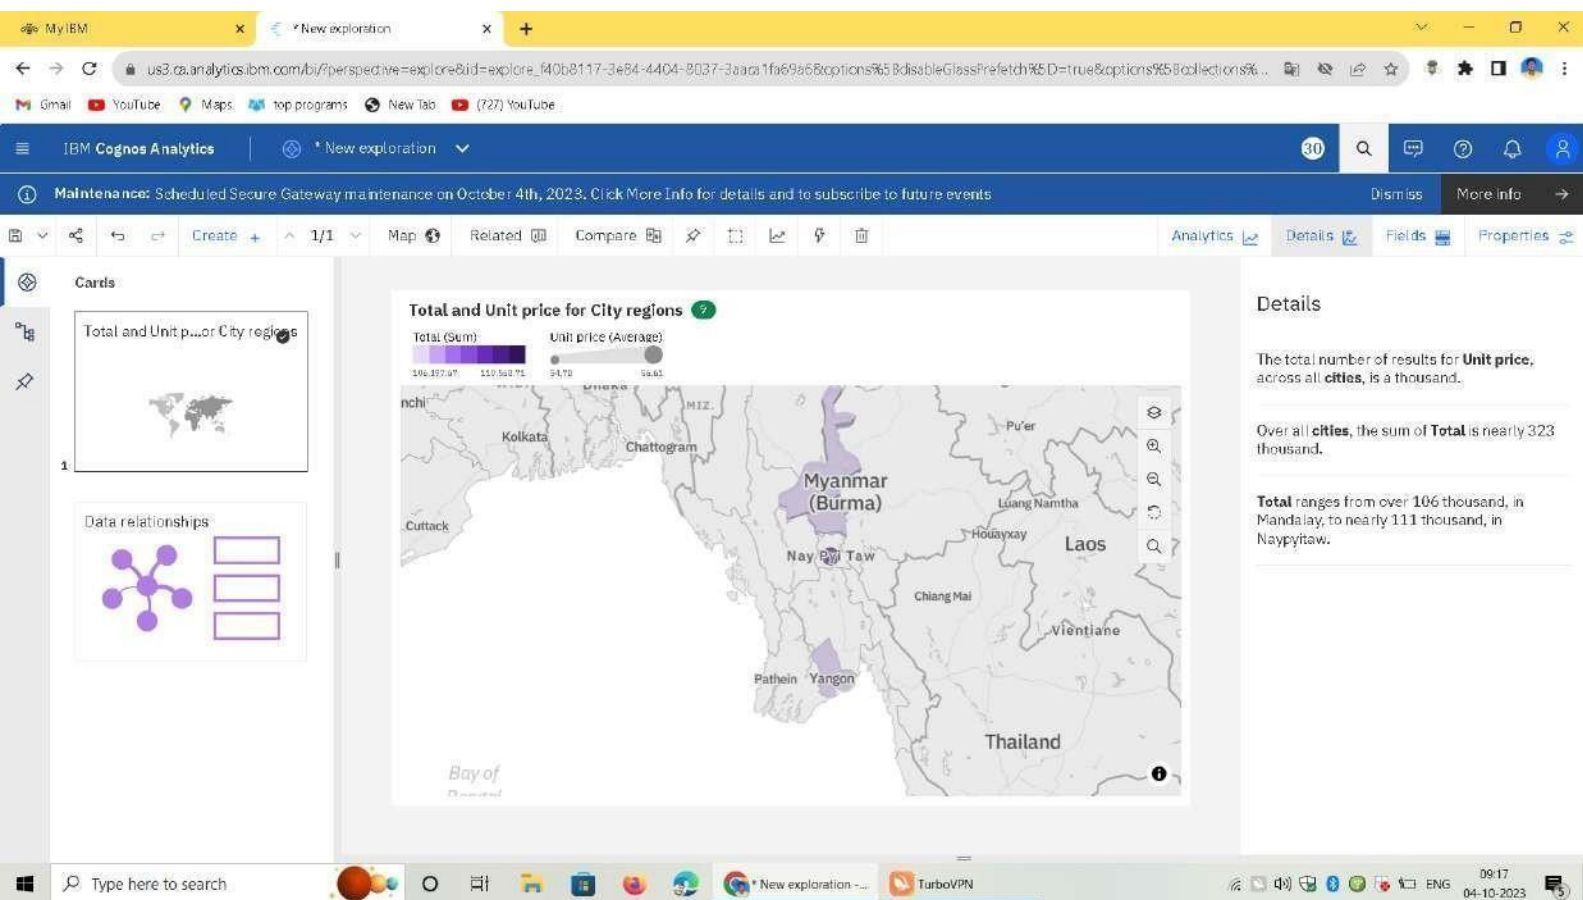 MyIBM
* New exploration
us3.ca.analytics.ibm.com/bi/?perspective=explore&id=explore_f40b8117-3e84-4404-8037-3aaca1fa69a6&options%5BdisableGlassPrefetch%5D=true&options%5Bcollections%...
Gmail YouTube Maps top programs New Tab (727) YouTube
IBM Cognos Analytics * New exploration 30
Maintenance: Scheduled Secure Gateway maintenance on October 4th, 2023. Click More Info for details and to subscribe to future events Dismiss More info
Create + 1/1 Map Related Compare Analytics Details Fields Properties
Cards
Total and Unit p...or City regions
1
Data relationships
Total and Unit price for City regions
Total (Sum) Unit price (Average)
54.70 56.61
nchi
Dhaka
MIZ.
Kolkata
Chattogram
Pu'er
Myanmar
(Burma)
Luang Namtha
Cuttack
Houayxay
Laos
Nay Pyi Taw
Chiang Mai
Vientiane
Pathein Yangon
Thailand
Bay of
Bengal
Details
The total number of results for Unit price,
across all cities, is a thousand.
Over all cities, the sum of Total is nearly 323
thousand.
Total ranges from over 106 thousand, in
Mandalay, to nearly 111 thousand, in
Naypyitaw.
Type here to search
* New exploration -...
TurboVPN
ENG
09:17
04-10-2023
5